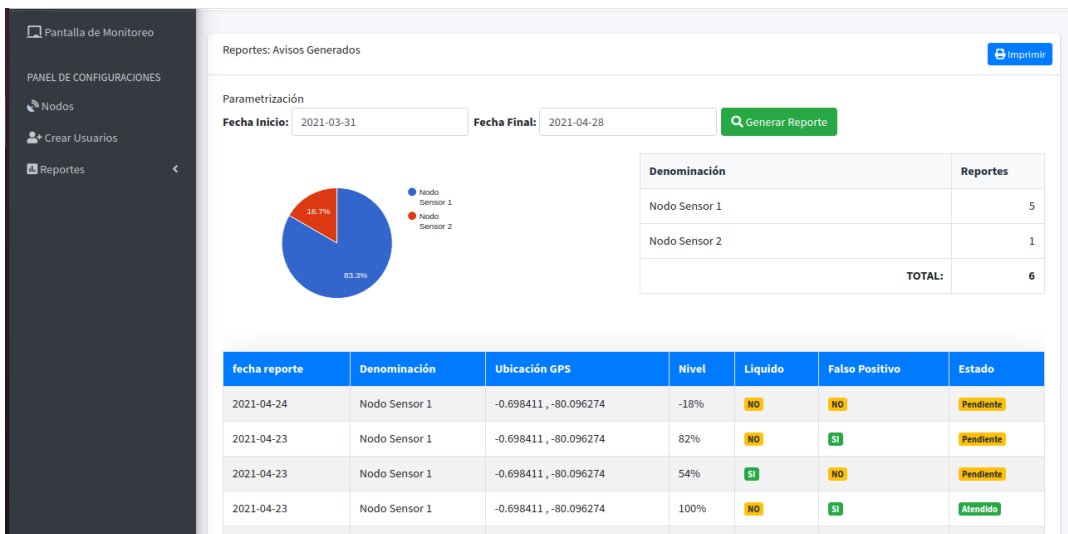 Pantalla de Monitoreo
PANEL DE CONFIGURACIONES
Nodos
Crear Usuarios
Reportes
Reportes: Avisos Generados
Imprimir
Parametrización
Fecha Inicio: 2021-03-31 Fecha Final: 2021-04-28 Generar Reporte
16.7%
83.3%
Nodo
Sensor 1
Nodo
Sensor 2
Denominación Reportes
Nodo Sensor 1 5
Nodo Sensor 2 1
TOTAL: 6
fecha reporte Denominación Ubicación GPS Nivel Liquido Falso Positivo Estado
2021-04-24 Nodo Sensor 1 -0.698411 , -80.096274 -18% NO NO Pendiente
2021-04-23 Nodo Sensor 1 -0.698411 , -80.096274 82% NO SI Pendiente
2021-04-23 Nodo Sensor 1 -0.698411 , -80.096274 54% SI NO Pendiente
2021-04-23 Nodo Sensor 1 -0.698411 , -80.096274 100% NO SI Atendido